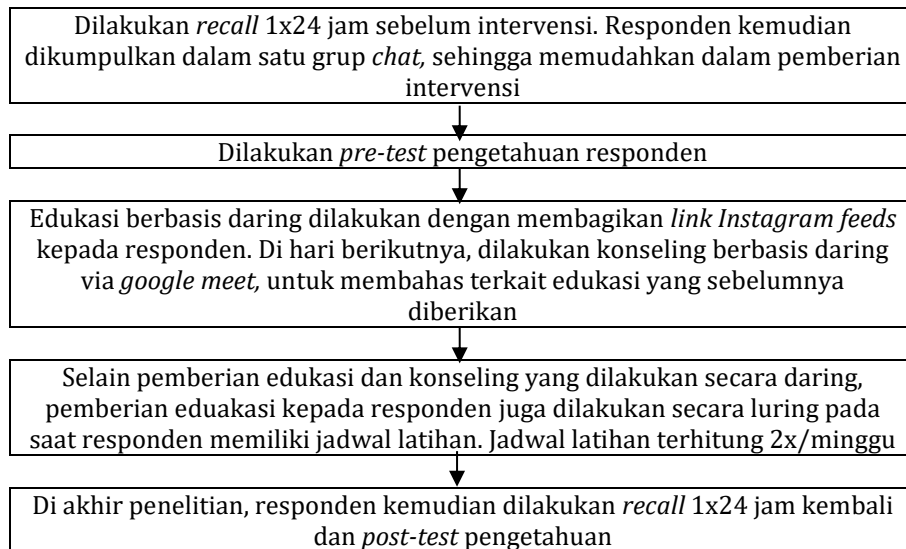 Dilakukan recall 1x24 jam sebelum intervensi. Responden kemudian
dikumpulkan dalam satu grup chat, sehingga memudahkan dalam pemberian
intervensi
Dilakukan pre-test pengetahuan responden
Edukasi berbasis daring dilakukan dengan membagikan link Instagram feeds
kepada responden. Di hari berikutnya, dilakukan konseling berbasis daring
via google meet, untuk membahas terkait edukasi yang sebelumnya
diberikan
Selain pemberian edukasi dan konseling yang dilakukan secara daring,
pemberian eduakasi kepada responden juga dilakukan secara luring pada
saat responden memiliki jadwal latihan. Jadwal latihan terhitung 2x/minggu
Di akhir penelitian, responden kemudian dilakukan recall 1x24 jam kembali
dan post-test pengetahuan